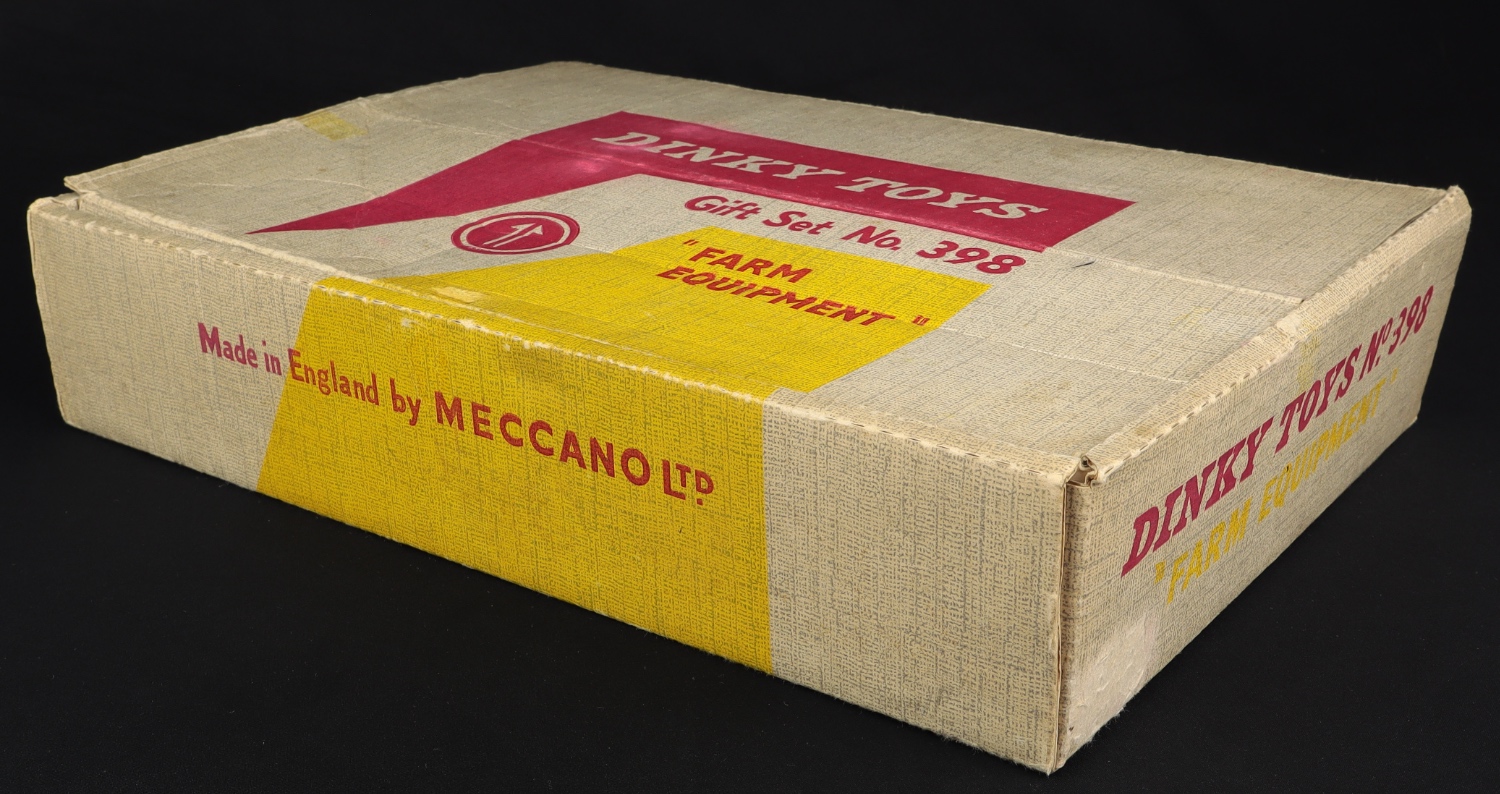 DINKY TOYS
Gift Set No. 398
"FARM
EQUIPMENT"
Made in England by MECCANO LTD.
DINKY TOYS No. 398
"FARM EQUIPMENT"